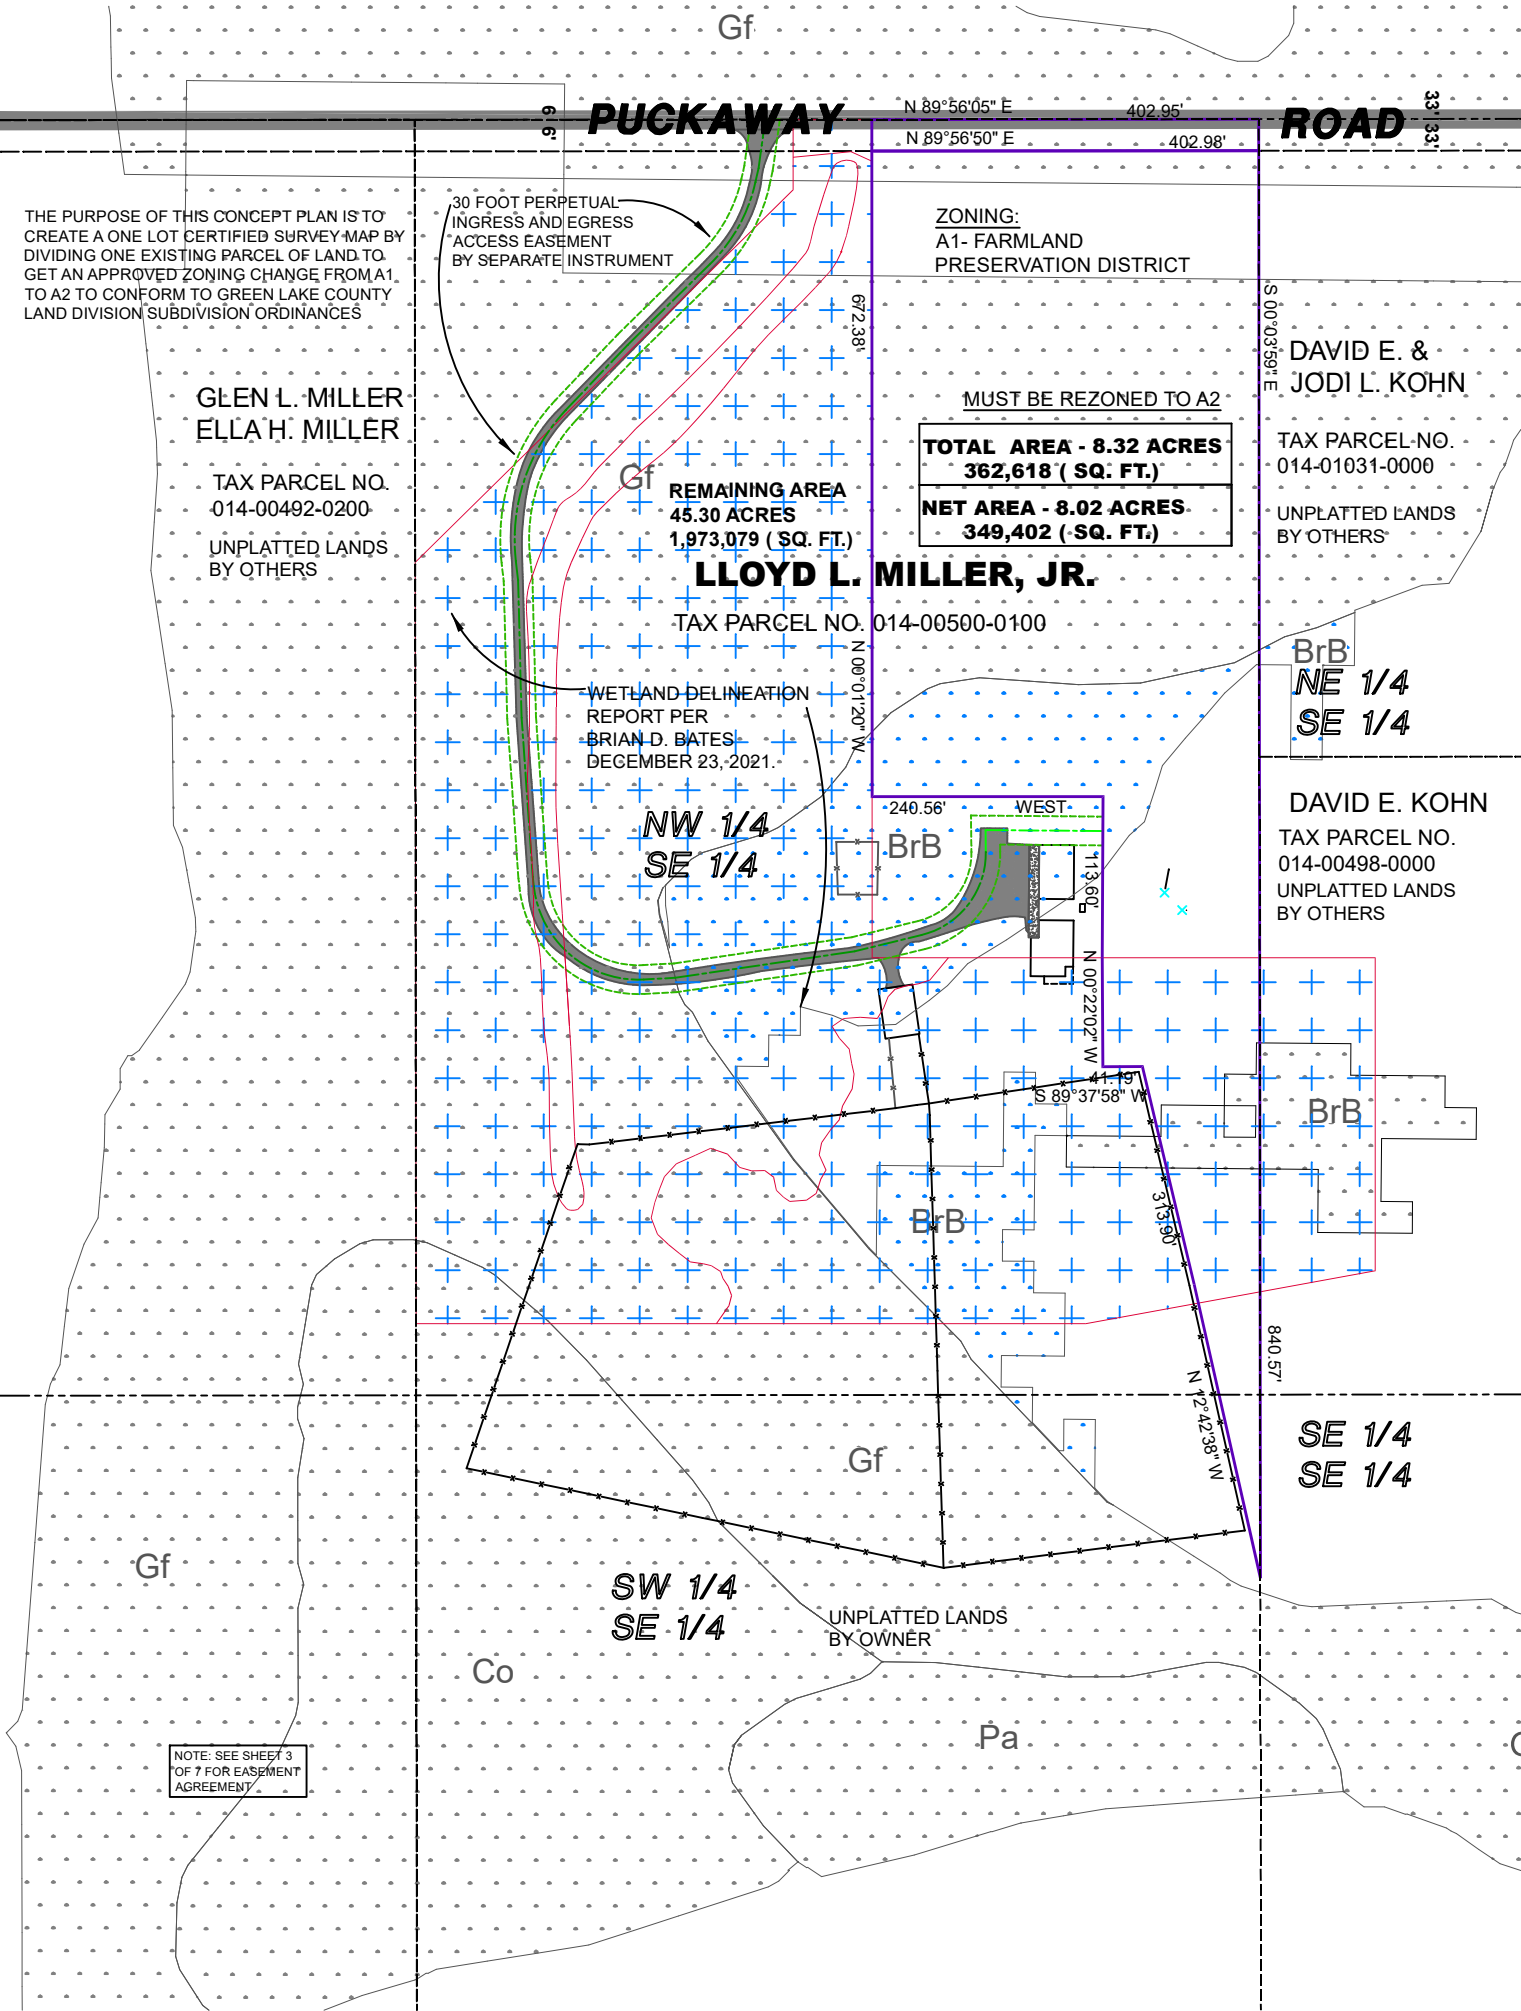 Gf
PUCKAWAY ROAD
6 6'
N 89°56'05" E 402.95'
N 89°56'50" E 402.98'
33' 33'
THE PURPOSE OF THIS CONCEPT PLAN IS TO
CREATE A ONE LOT CERTIFIED SURVEY MAP BY
DIVIDING ONE EXISTING PARCEL OF LAND TO
GET AN APPROVED ZONING CHANGE FROM A1
TO A2 TO CONFORM TO GREEN LAKE COUNTY
LAND DIVISION SUBDIVISION ORDINANCES
30 FOOT PERPETUAL
INGRESS AND EGRESS
ACCESS EASEMENT
BY SEPARATE INSTRUMENT
ZONING:
A1- FARMLAND
PRESERVATION DISTRICT
672.38'
S 00°03'59" E
DAVID E. &
JODI L. KOHN
TAX PARCEL NO.
014-01031-0000
UNPLATTED LANDS
BY OTHERS
GLEN L. MILLER
ELLA H. MILLER
TAX PARCEL NO.
014-00492-0200
UNPLATTED LANDS
BY OTHERS
MUST BE REZONED TO A2
TOTAL AREA - 8.32 ACRES
362,618 ( SQ. FT.)
NET AREA - 8.02 ACRES
349,402 ( SQ. FT.)
Gf
REMAINING AREA
45.30 ACRES
1,973,079 ( SQ. FT.)
LLOYD L. MILLER, JR.
TAX PARCEL NO. 014-00500-0100
N 00°01'20" W
WETLAND DELINEATION
REPORT PER
BRIAN D. BATES
DECEMBER 23, 2021.
BrB
NE 1/4
SE 1/4
NW 1/4
SE 1/4
240.56' WEST
BrB
113.60'
N 00°22'02" W
DAVID E. KOHN
TAX PARCEL NO.
014-00498-0000
UNPLATTED LANDS
BY OTHERS
41.19'
S 89°37'58" W
BrB
BrB
313.90'
N 12°42'38" W
840.57'
SE 1/4
SE 1/4
Gf
Gf
SW 1/4
SE 1/4
UNPLATTED LANDS
BY OWNER
Co
Pa
NOTE: SEE SHEET 3
OF 7 FOR EASEMENT
AGREEMENT